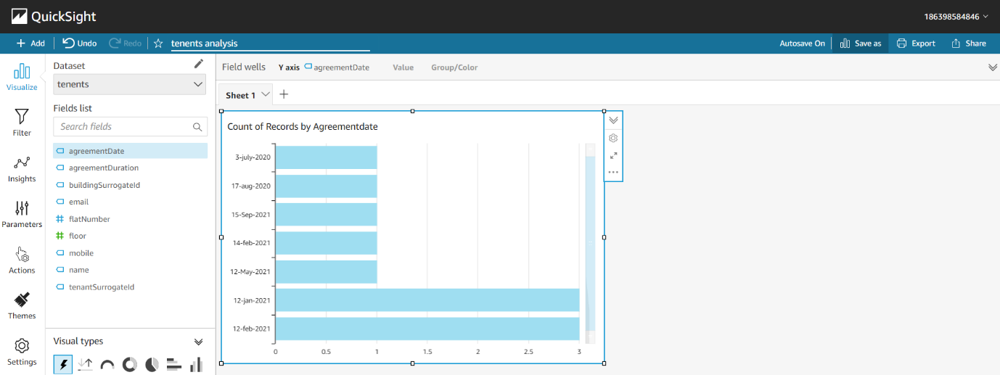 QuickSight
186398584846
Add Undo Redo tenents analysis Autosave On Save as Export Share
Visualize
Filter
Insights
Parameters
Actions
Themes
Settings
Dataset
tenents
Fields list
Search fields
agreementDate
agreementDuration
buildingSurrogateId
email
flatNumber
floor
mobile
name
tenantSurrogateId
Visual types
Field wells Y axis agreementDate Value Group/Color
Sheet 1
Count of Records by Agreementdate
3-july-2020
17-aug-2020
15-Sep-2021
14-feb-2021
12-May-2021
12-jan-2021
12-feb-2021
0 0.5 1 1.5 2 2.5 3